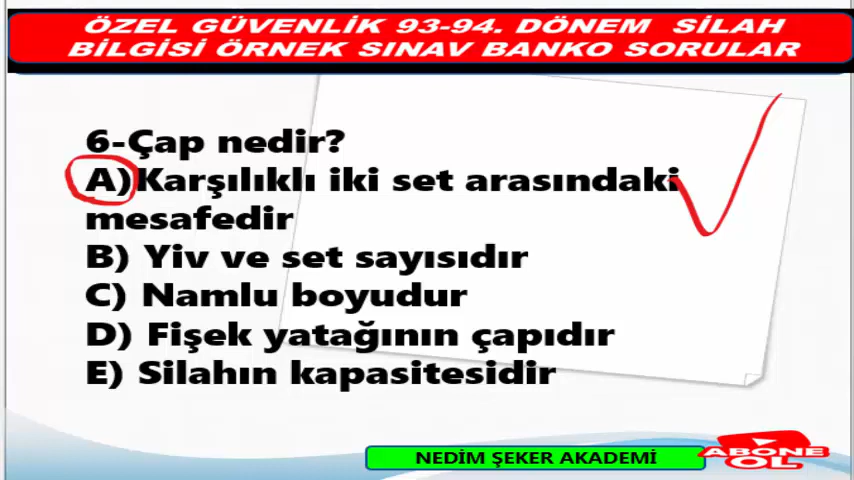 ÖZEL GÜVENLİK 93-94. DÖNEM SİLAH
BİLGİSİ ÖRNEK SINAV BANKO SORULAR
6-Çap nedir?
A)Karşılıklı iki set arasındaki
mesafedir
B) Yiv ve set sayısıdır
C) Namlu boyudur
D) Fişek yatağının çapıdır
E) Silahın kapasitesidir
NEDİM ŞEKER AKADEMİ
ABONE
OL